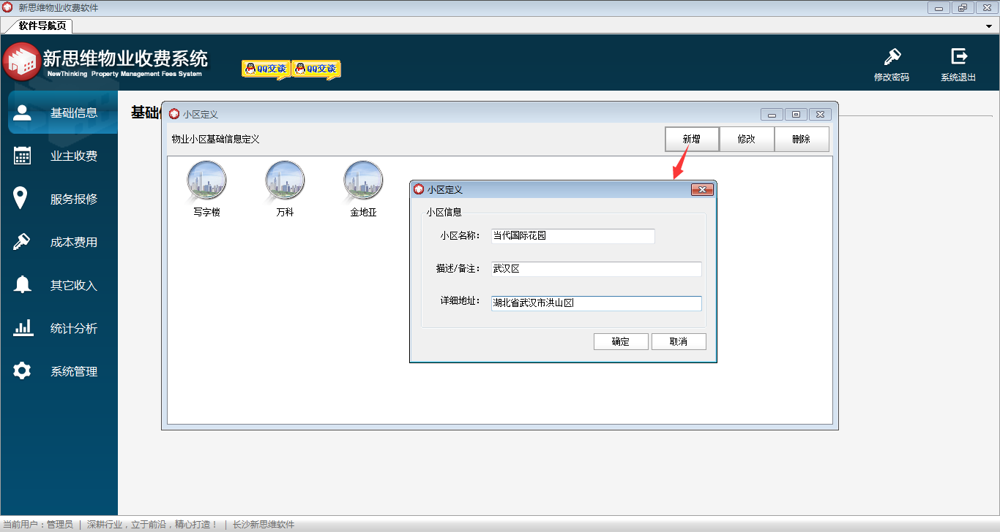 新思维物业收费软件
软件导航页
新思维物业收费系统
NewThinking Property Management Fees System
QQ交谈 QQ交谈
修改密码 系统退出
基础信息
业主收费
服务报修
成本费用
其它收入
统计分析
系统管理
基础
小区定义
物业小区基础信息定义
新增 修改 删除
写字楼 万科 金地亚
小区定义
小区信息
小区名称： 当代国际花园
描述/备注： 武汉区
详细地址： 湖北省武汉市洪山区
确定 取消
当前用户：管理员 | 深耕行业，立于前沿，精心打造！ | 长沙新思维软件